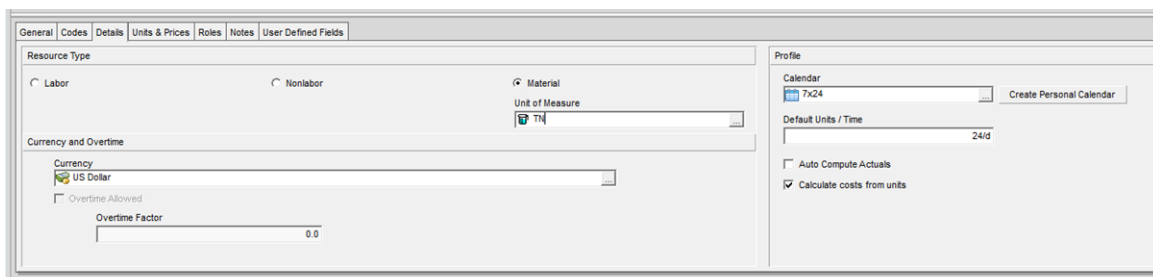 General Codes Details Units & Prices Roles Notes User Defined Fields
Resource Type
Labor Nonlabor Material
Unit of Measure
TN
...
Currency and Overtime
Currency
US Dollar
...
Overtime Allowed
Overtime Factor
0.0
Profile
Calendar
7x24
...
Create Personal Calendar
Default Units / Time
24/d
Auto Compute Actuals
Calculate costs from units